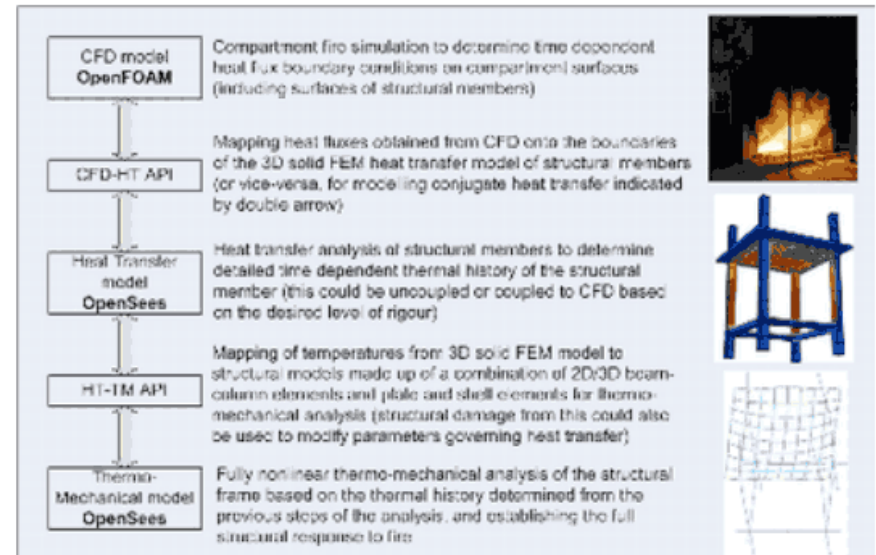 CFD model
OpenFOAM
Compartment fire simulation to determine time dependent
heat flux boundary conditions on compartment surfaces
(including surfaces of structural members)
CFD-HT API
Mapping heat fluxes obtained from CFD onto the boundaries
of the 3D solid FEM heat transfer model of structural members
(or vice-versa, for modelling conjugate heat transfer indicated
by double arrow)
Heat Transfer
model
OpenSees
Heat transfer analysis of structural members to determine
detailed time dependent thermal history of the structural
member (this could be uncoupled or coupled to CFD based
on the desired level of rigour)
HT-TM API
Mapping of temperatures from 3D solid FEM model to
structural models made up of a combination of 2D/3D beam-
column elements and plate and shell elements for thermo-
mechanical analysis (structural damage from this could also
be used to modify parameters governing heat transfer)
Thermo-
Mechanical model
OpenSees
Fully nonlinear thermo-mechanical analysis of the structural
frame based on the thermal history determined from the
previous steps of the analysis, and establishing the full
structural response to fire